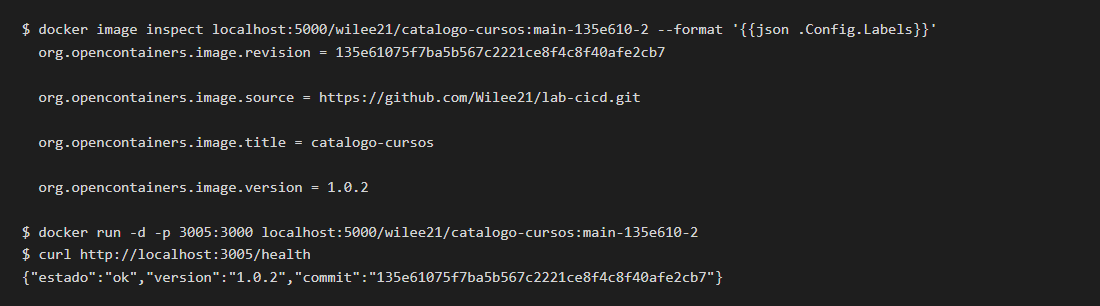 $ docker image inspect localhost:5000/wilee21/catalogo-cursos:main-135e610-2 --format '{{json .Config.Labels}}'
org.opencontainers.image.revision = 135e61075f7ba5b567c2221ce8f4c8f40afe2cb7
org.opencontainers.image.source = https://github.com/Wilee21/lab-cicd.git
org.opencontainers.image.title = catalogo-cursos
org.opencontainers.image.version = 1.0.2
$ docker run -d -p 3005:3000 localhost:5000/wilee21/catalogo-cursos:main-135e610-2
$ curl http://localhost:3005/health
{"estado":"ok","version":"1.0.2","commit":"135e61075f7ba5b567c2221ce8f4c8f40afe2cb7"}